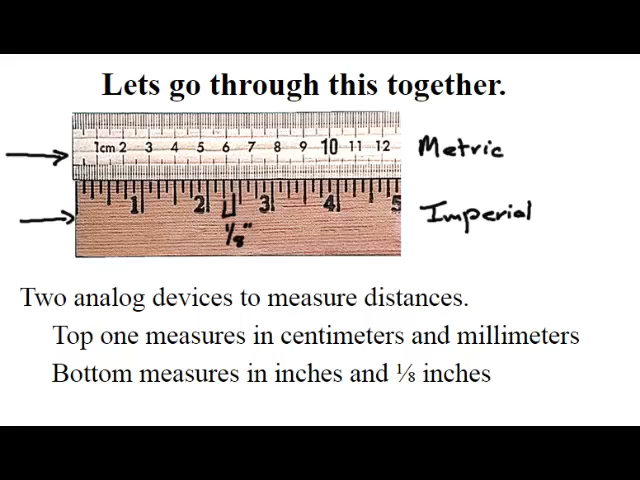 Lets go through this together.
1cm 2 3 4 5 6 7 8 9 10 11 12
Metric
1 2 3 4 5
Imperial
1/8"
Two analog devices to measure distances.
Top one measures in centimeters and millimeters
Bottom measures in inches and ⅛ inches